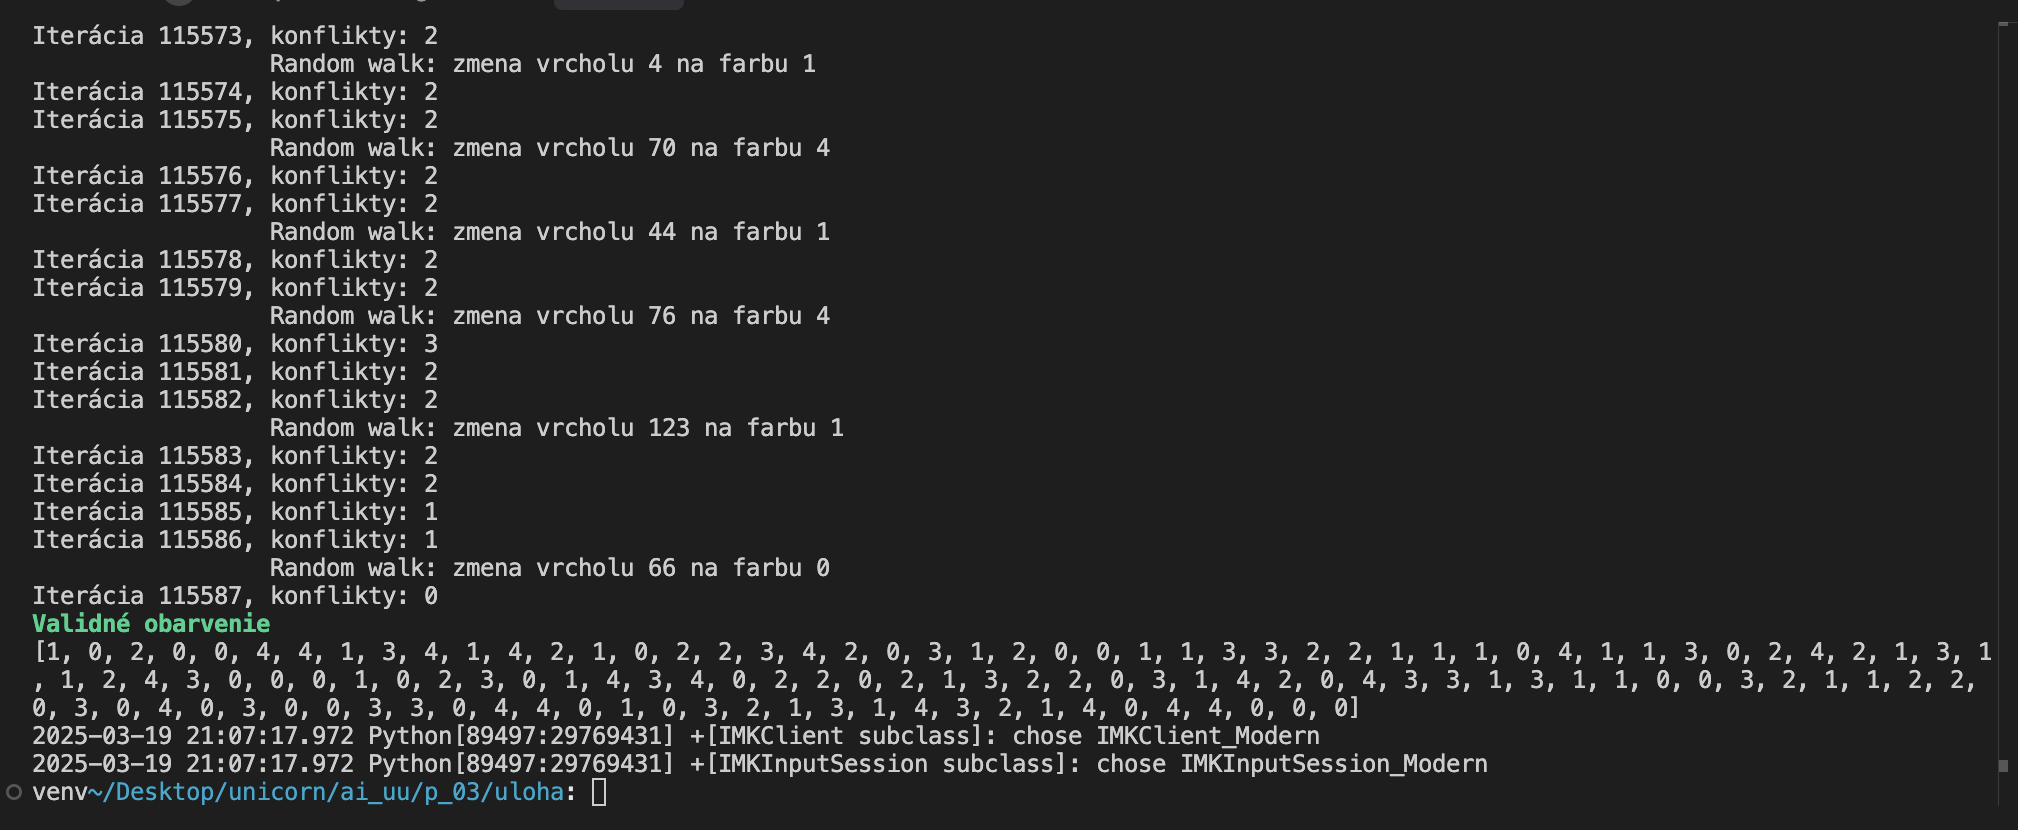 Iterácia 115573, konflikty: 2
Random walk: zmena vrcholu 4 na farbu 1
Iterácia 115574, konflikty: 2
Iterácia 115575, konflikty: 2
Random walk: zmena vrcholu 70 na farbu 4
Iterácia 115576, konflikty: 2
Iterácia 115577, konflikty: 2
Random walk: zmena vrcholu 44 na farbu 1
Iterácia 115578, konflikty: 2
Iterácia 115579, konflikty: 2
Random walk: zmena vrcholu 76 na farbu 4
Iterácia 115580, konflikty: 3
Iterácia 115581, konflikty: 2
Iterácia 115582, konflikty: 2
Random walk: zmena vrcholu 123 na farbu 1
Iterácia 115583, konflikty: 2
Iterácia 115584, konflikty: 2
Iterácia 115585, konflikty: 1
Iterácia 115586, konflikty: 1
Random walk: zmena vrcholu 66 na farbu 0
Iterácia 115587, konflikty: 0
Validné obarvenie
[1, 0, 2, 0, 0, 4, 4, 1, 3, 4, 1, 4, 2, 1, 0, 2, 2, 3, 4, 2, 0, 3, 1, 2, 0, 0, 1, 1, 3, 3, 2, 2, 1, 1, 1, 0, 4, 1, 1, 3, 0, 2, 4, 2, 1, 3, 1
, 1, 2, 4, 3, 0, 0, 0, 1, 0, 2, 3, 0, 1, 4, 3, 4, 0, 2, 2, 0, 2, 1, 3, 2, 2, 0, 3, 1, 4, 2, 0, 4, 3, 3, 1, 3, 1, 1, 0, 0, 3, 2, 1, 1, 2, 2,
0, 3, 0, 4, 0, 3, 0, 0, 3, 3, 0, 4, 4, 0, 1, 0, 3, 2, 1, 3, 1, 4, 3, 2, 1, 4, 0, 4, 4, 0, 0, 0]
2025-03-19 21:07:17.972 Python[89497:29769431] +[IMKClient subclass]: chose IMKClient_Modern
2025-03-19 21:07:17.972 Python[89497:29769431] +[IMKInputSession subclass]: chose IMKInputSession_Modern
venv~/Desktop/unicorn/ai_uu/p_03/uloha: